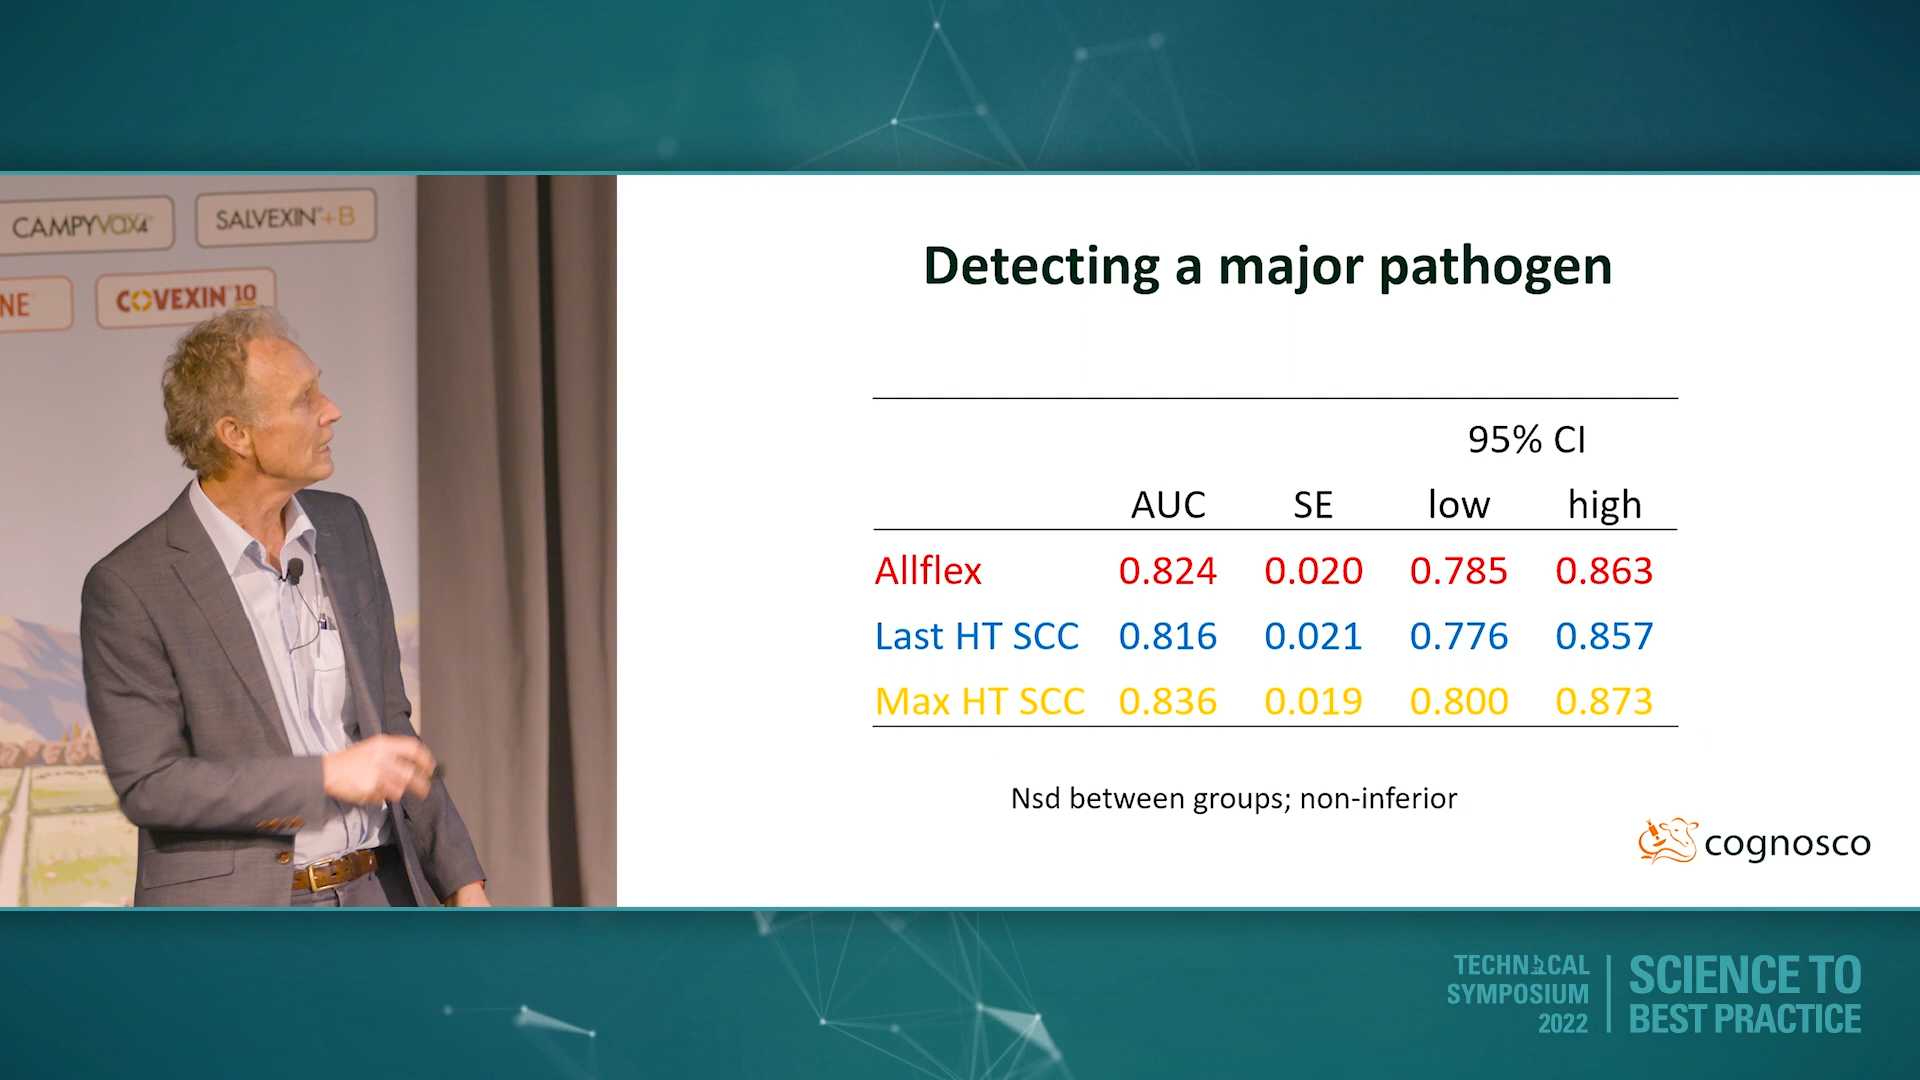 CAMPYVAX4
SALVEXIN+B
NE
COVEXIN 10
Detecting a major pathogen
95% CI
AUC SE low high
Allflex 0.824 0.020 0.785 0.863
Last HT SCC 0.816 0.021 0.776 0.857
Max HT SCC 0.836 0.019 0.800 0.873
Nsd between groups; non-inferior
cognosco
TECHNICAL
SYMPOSIUM
2022
SCIENCE TO
BEST PRACTICE